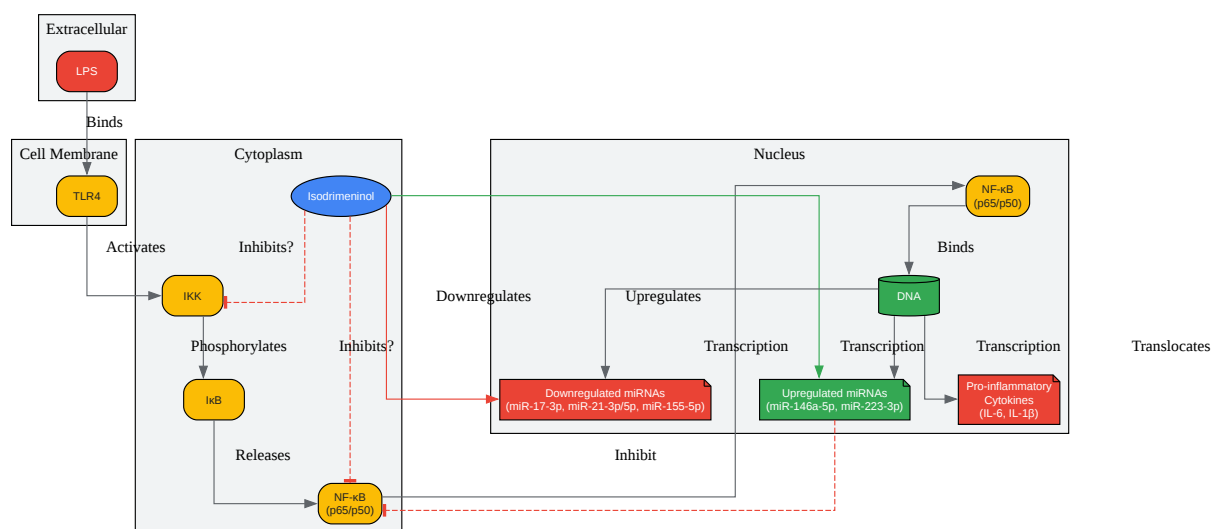 Extracellular
LPS
Binds
Cell Membrane
TLR4
Cytoplasm
Isodrimeninol
Nucleus
NF-κB
(p65/p50)
Activates
Inhibits?
Binds
IKK
Downregulates
Upregulates
DNA
Phosphorylates
Inhibits?
Transcription
Transcription
Transcription
Translocates
IκB
Downregulated miRNAs
(miR-17-3p, miR-21-3p/5p, miR-155-5p)
Upregulated miRNAs
(miR-146a-5p, miR-223-3p)
Pro-inflammatory
Cytokines
(IL-6, IL-1β)
Releases
Inhibit
NF-κB
(p65/p50)